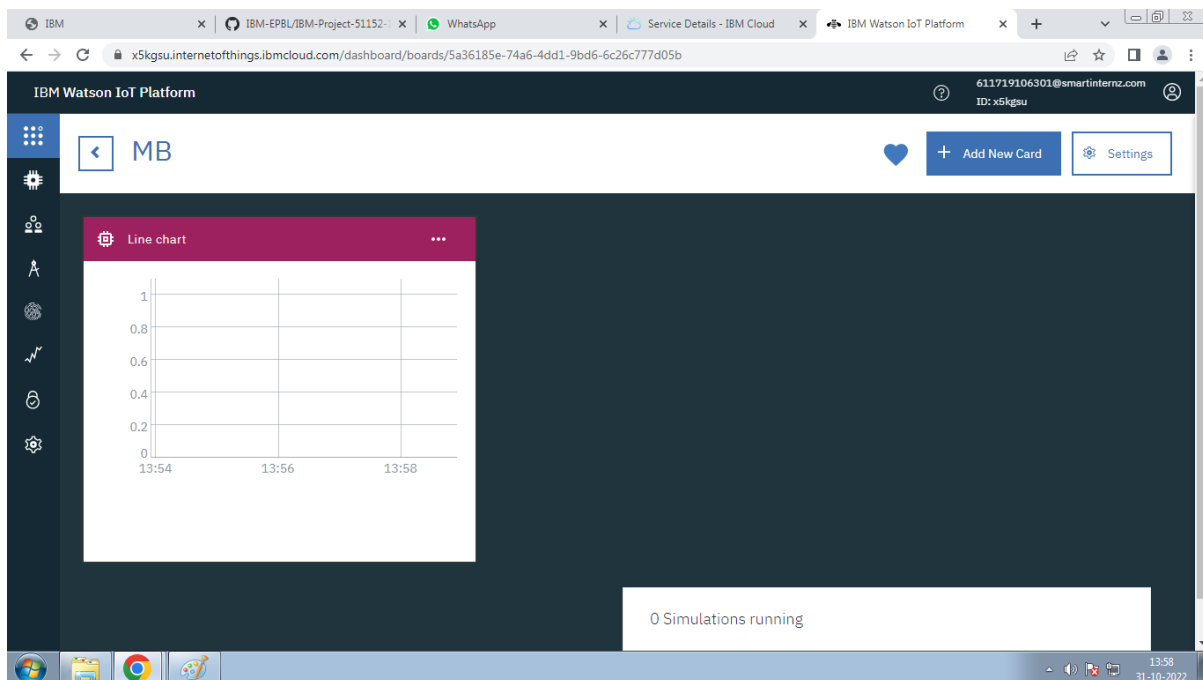 IBM
IBM-EPBL/IBM-Project-51152-
WhatsApp
Service Details - IBM Cloud
IBM Watson IoT Platform
x5kgsu.internetofthings.ibmcloud.com/dashboard/boards/5a36185e-74a6-4dd1-9bd6-6c26c777d05b
IBM Watson IoT Platform
611719106301@smartinternz.com
ID: x5kgsu
MB
+ Add New Card
Settings
Line chart
1
0.8
0.6
0.4
0.2
0
13:54 13:56 13:58
0 Simulations running
13:58
31-10-2022